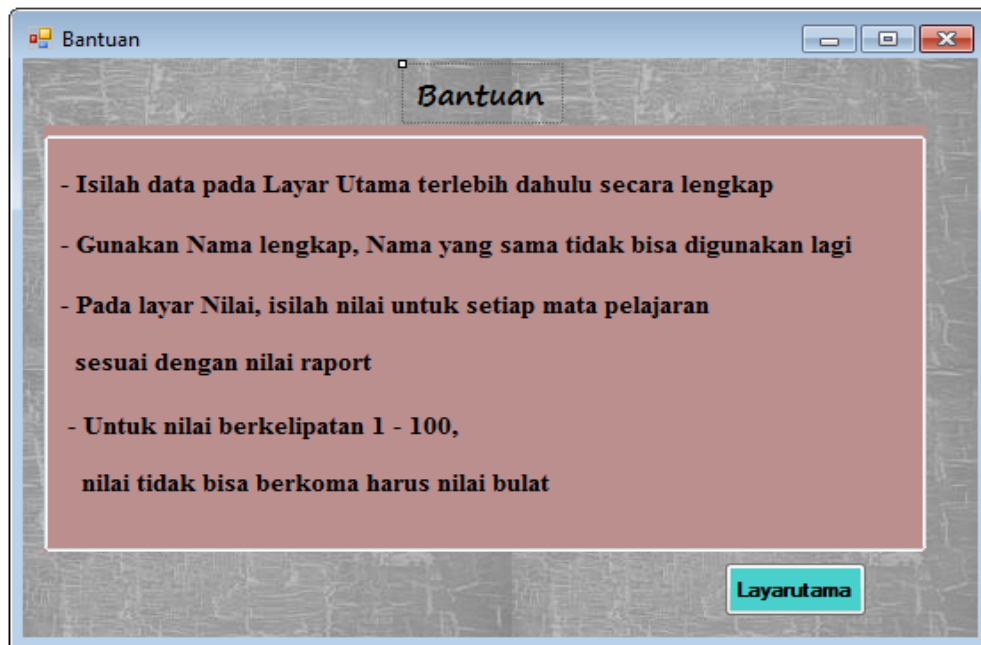 Bantuan
Bantuan
- Isilah data pada Layar Utama terlebih dahulu secara lengkap
- Gunakan Nama lengkap, Nama yang sama tidak bisa digunakan lagi
- Pada layar Nilai, isilah nilai untuk setiap mata pelajaran
sesuai dengan nilai raport
- Untuk nilai berkelipatan 1 - 100,
nilai tidak bisa berkoma harus nilai bulat
Layarutama